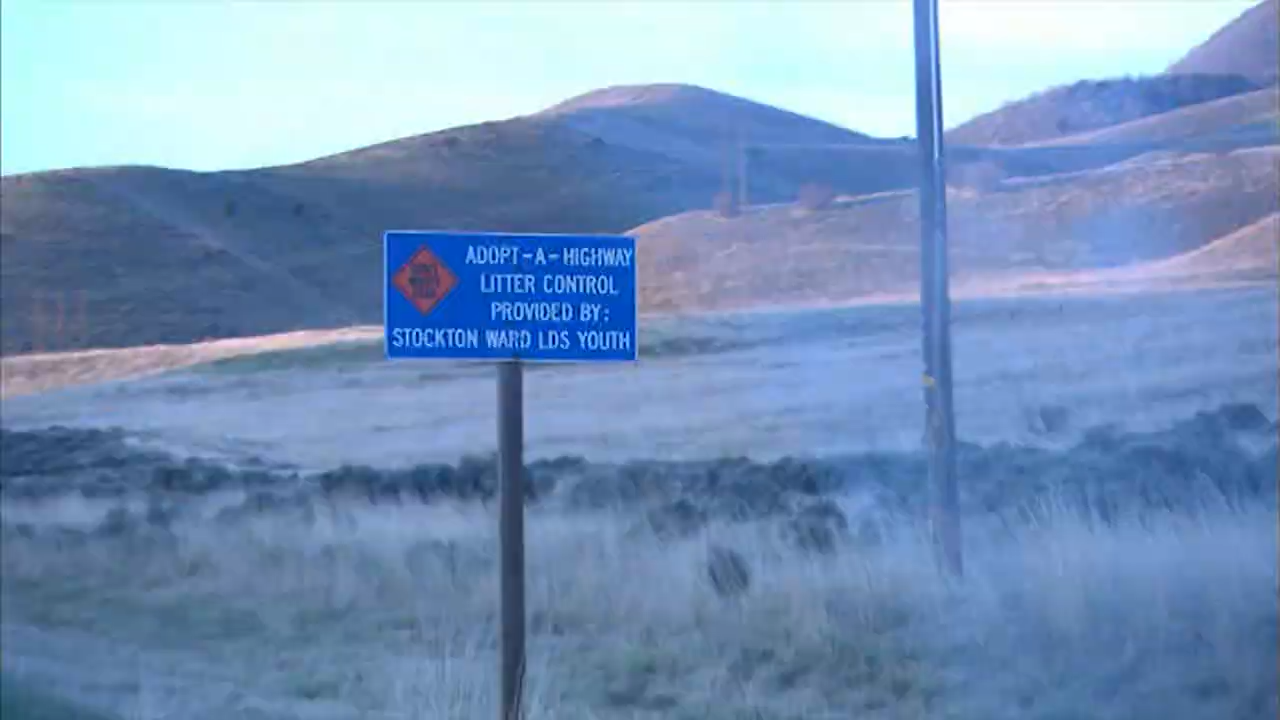 ADOPT-A-HIGHWAY
LITTER CONTROL
PROVIDED BY:
STOCKTON WARD LDS YOUTH